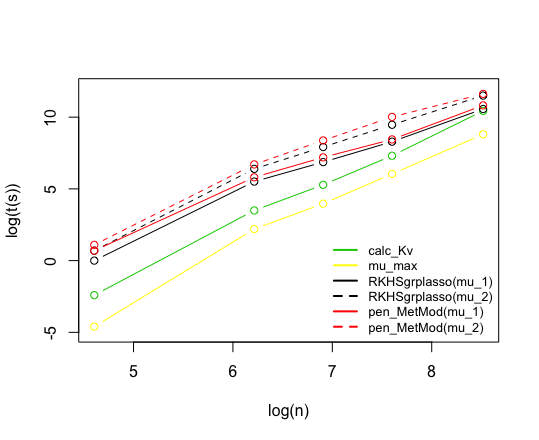 log(t(s))
10
5
0
-5
calc_Kv
mu_max
RKHSgrplasso(mu_1)
RKHSgrplasso(mu_2)
pen_MetMod(mu_1)
pen_MetMod(mu_2)
5 6 7 8
log(n)